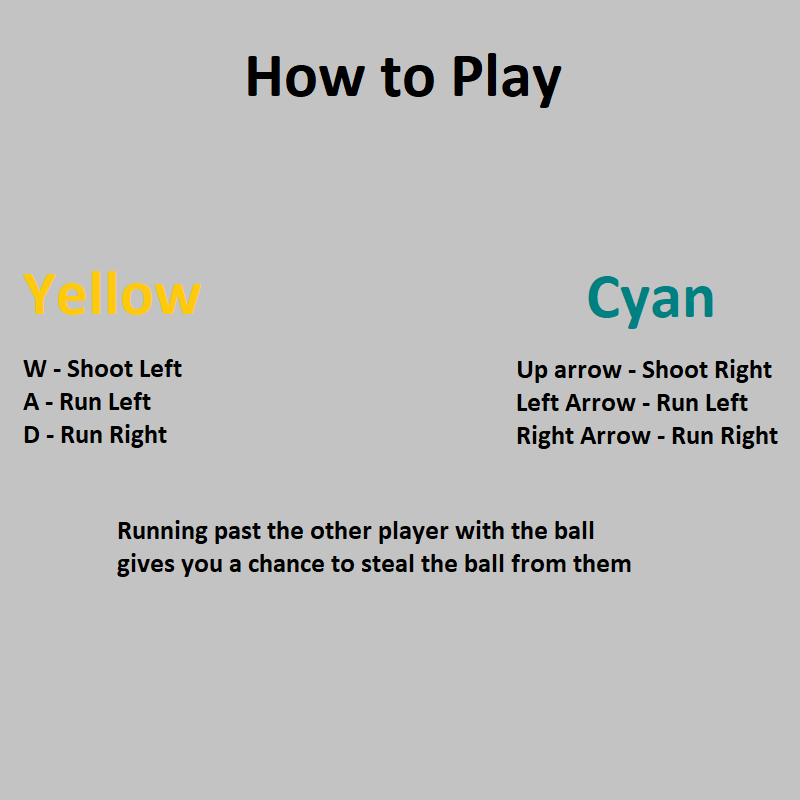 How to Play
Yellow
W - Shoot Left
A - Run Left
D - Run Right
Cyan
Up arrow - Shoot Right
Left Arrow - Run Left
Right Arrow - Run Right
Running past the other player with the ball
gives you a chance to steal the ball from them